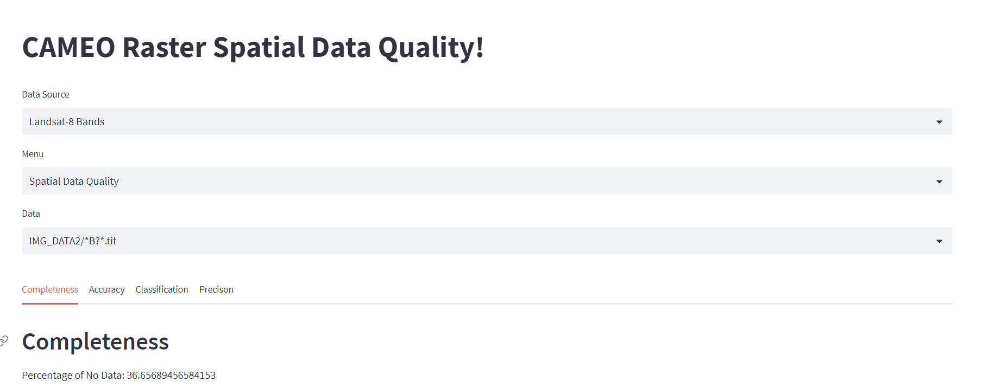 CAMEO Raster Spatial Data Quality!
Data Source
Landsat-8 Bands
Menu
Spatial Data Quality
Data
IMG_DATA2/*B?*.tif
Completeness Accuracy Classification Precison
Completeness
Percentage of No Data: 36.65689456584153